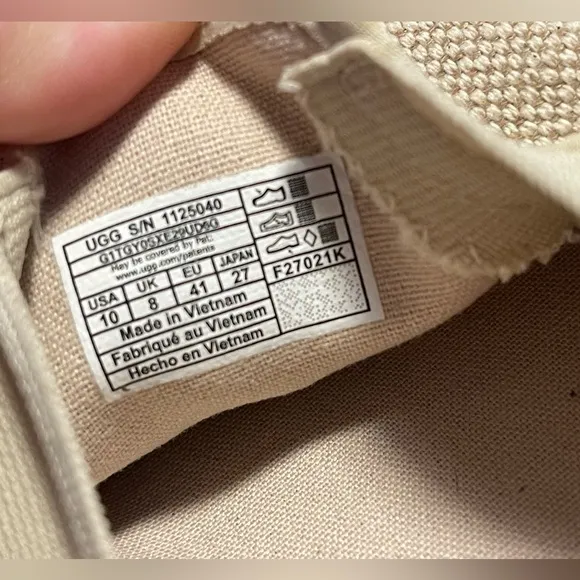 UGG S/N 1125040
G1TGY0SXE29UD6G
May be covered by Pat:
www.ugg.com/patents
USA UK EU JAPAN
10 8 41 27
F27021K
Made in Vietnam
Fabriqué au Vietnam
Hecho en Vietnam